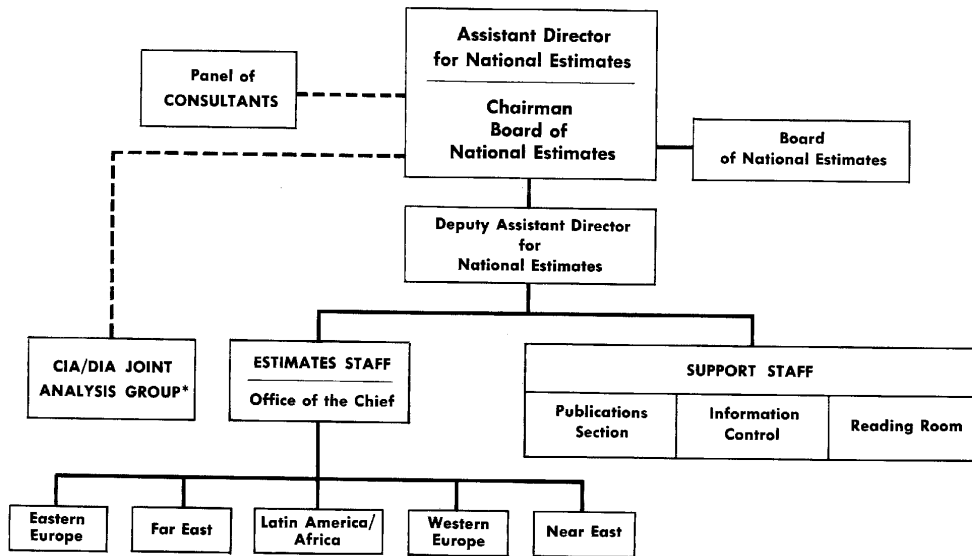 Assistant Director
for National Estimates
Chairman
Board of
National Estimates
Panel of
CONSULTANTS
Board
of National Estimates
Deputy Assistant Director
for
National Estimates
CIA/DIA JOINT
ANALYSIS GROUP*
ESTIMATES STAFF
Office of the Chief
SUPPORT STAFF
Publications
Section
Information
Control
Reading Room
Eastern
Europe
Far East
Latin America/
Africa
Western
Europe
Near East